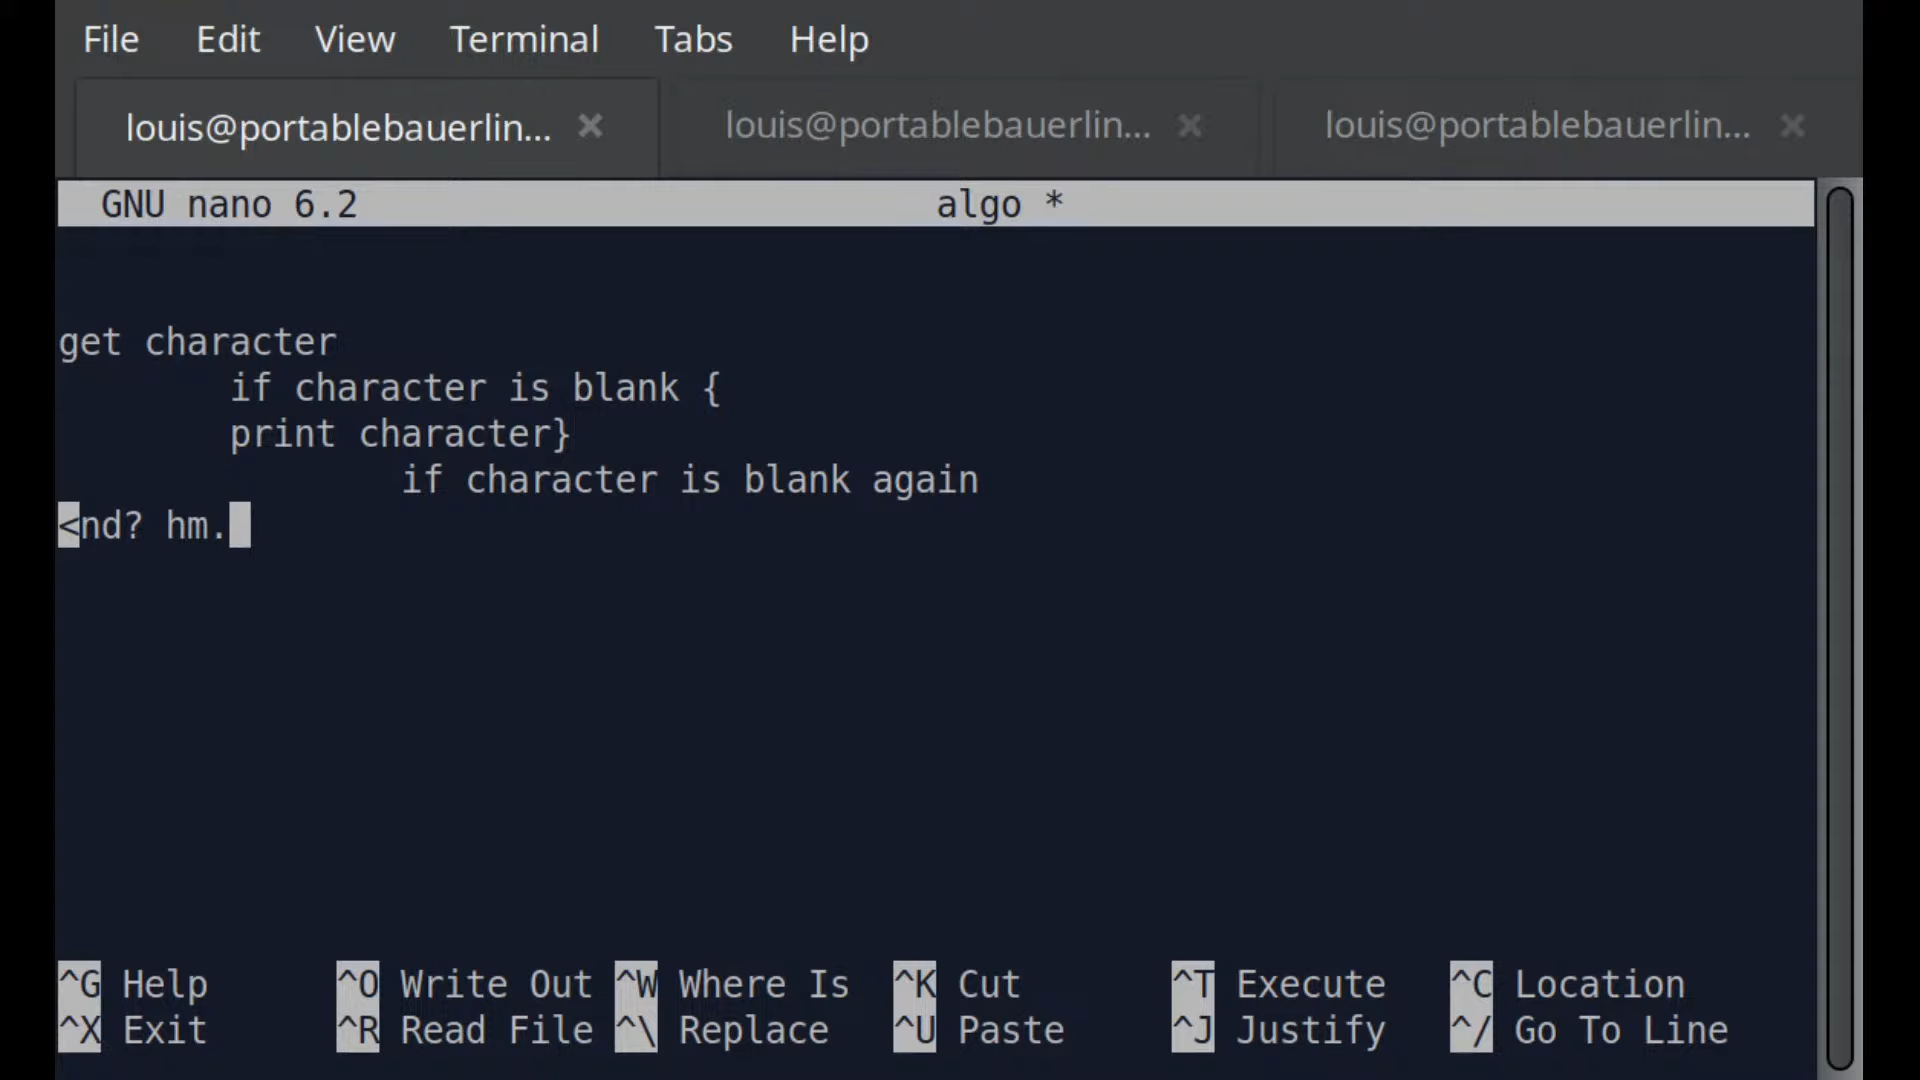 File Edit View Terminal Tabs Help
louis@portablebauerlin... × louis@portablebauerlin... × louis@portablebauerlin... ×
GNU nano 6.2 algo *
get character
if character is blank {
print character}
if character is blank again
<nd? hm.
^G Help ^O Write Out ^W Where Is ^K Cut ^T Execute ^C Location
^X Exit ^R Read File ^\ Replace ^U Paste ^J Justify ^/ Go To Line